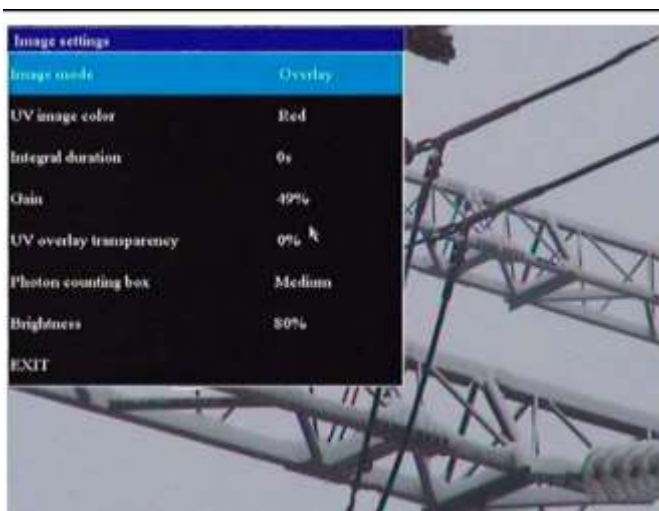 Image settings
Image mode Overlay
UV image color Red
Integral duration 0s
Gain 49%
UV overlay transparency 0%
Photon counting box Medium
Brightness 80%
EXIT